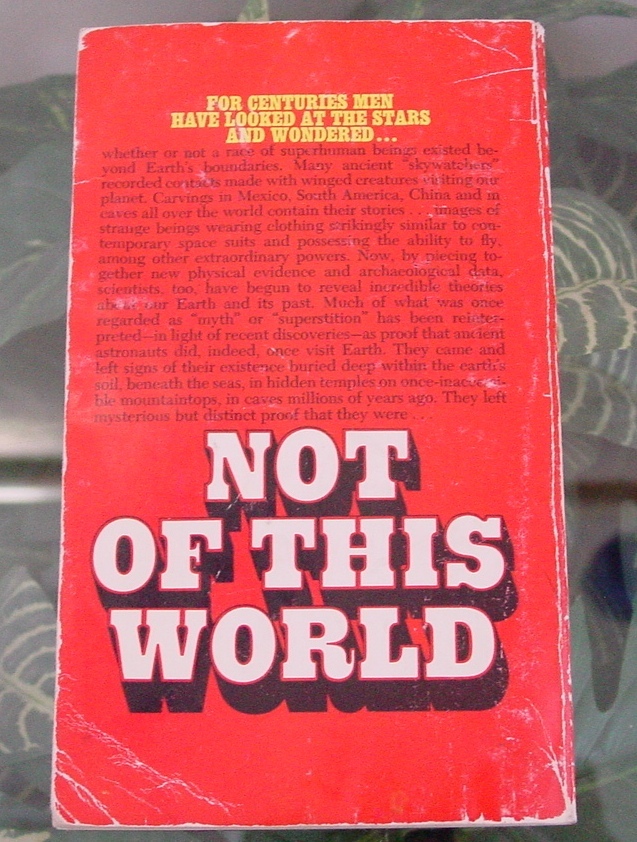 FOR CENTURIES MEN
HAVE LOOKED AT THE STARS
AND WONDERED...
whether or not a race of superhuman beings existed be-
yond Earth's boundaries. Many ancient "skywatchers"
recorded contacts made with winged creatures visiting our
planet. Carvings in Mexico, South America, China and in
caves all over the world contain their stories . . . images of
strange beings wearing clothing strikingly similar to con-
temporary space suits and possessing the ability to fly,
among other extraordinary powers. Now, by piecing to-
gether new physical evidence and archaeological data,
scientists, too, have begun to reveal incredible theories
about our Earth and its past. Much of what was once
regarded as "myth" or "superstition" has been reinter-
preted—in light of recent discoveries—as proof that ancient
astronauts did, indeed, once visit Earth. They came and
left signs of their existence buried deep within the earth's
soil, beneath the seas, in hidden temples on once-inaccessi-
ble mountaintops, in caves millions of years ago. They left
mysterious but distinct proof that they were . . .
NOT
OF THIS
WORLD